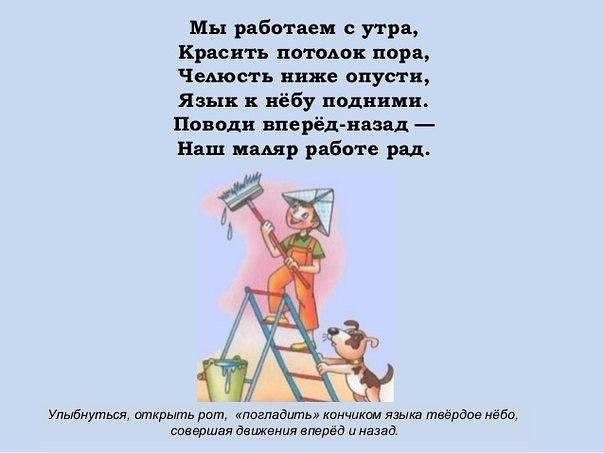 Мы работаем с утра,
Красить потолок пора,
Челюсть ниже опусти,
Язык к нёбу подними.
Поводи вперёд-назад —
Наш маляр работе рад.
Улыбнуться, открыть рот, «погладить» кончиком языка твёрдое нёбо,
совершая движения вперёд и назад.